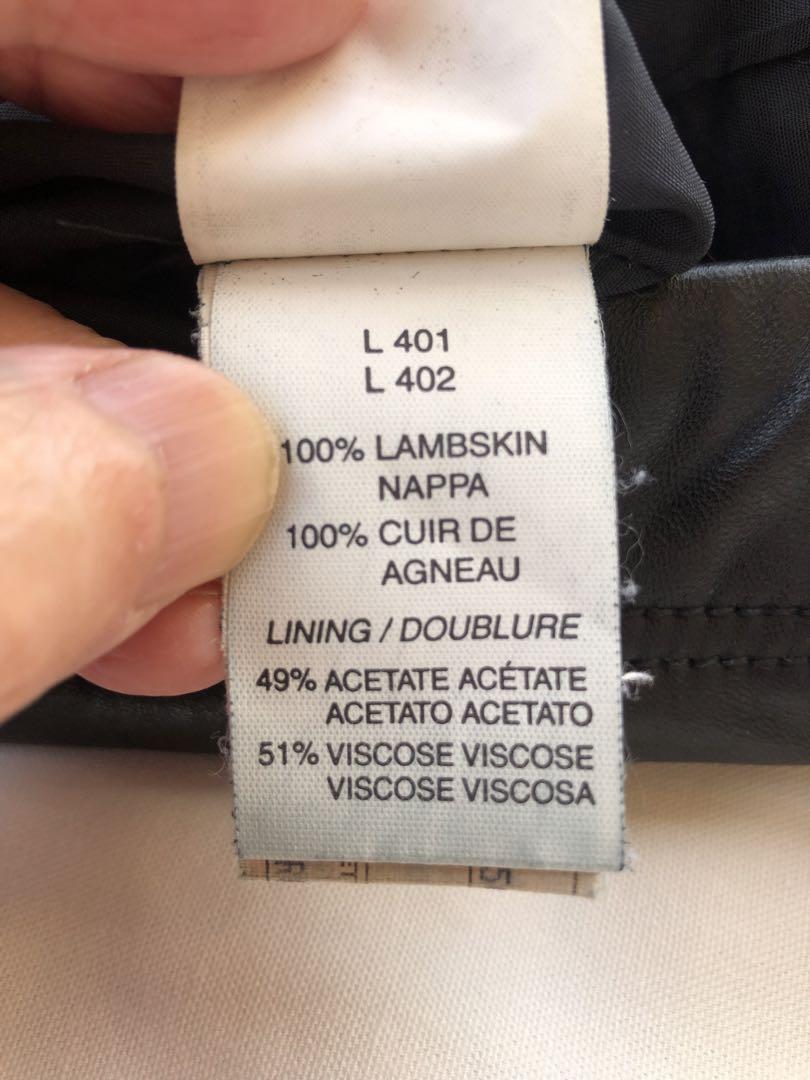 L 401
L 402
100% LAMBSKIN
NAPPA
100% CUIR DE
AGNEAU
LINING / DOUBLURE
49% ACETATE ACÉTATE
ACETATO ACETATO
51% VISCOSE VISCOSE
VISCOSE VISCOSA